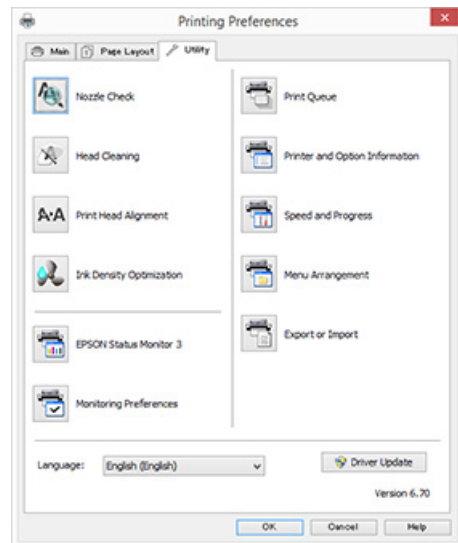 Printing Preferences
Main
Page Layout
Utility
Nozzle Check
Head Cleaning
A·A
Print Head Alignment
Ink Density Optimization
EPSON Status Monitor 3
Monitoring Preferences
Print Queue
Printer and Option Information
Speed and Progress
Menu Arrangement
Export or Import
Language:
English (English)
Driver Update
Version 6.70
OK
Cancel
Help